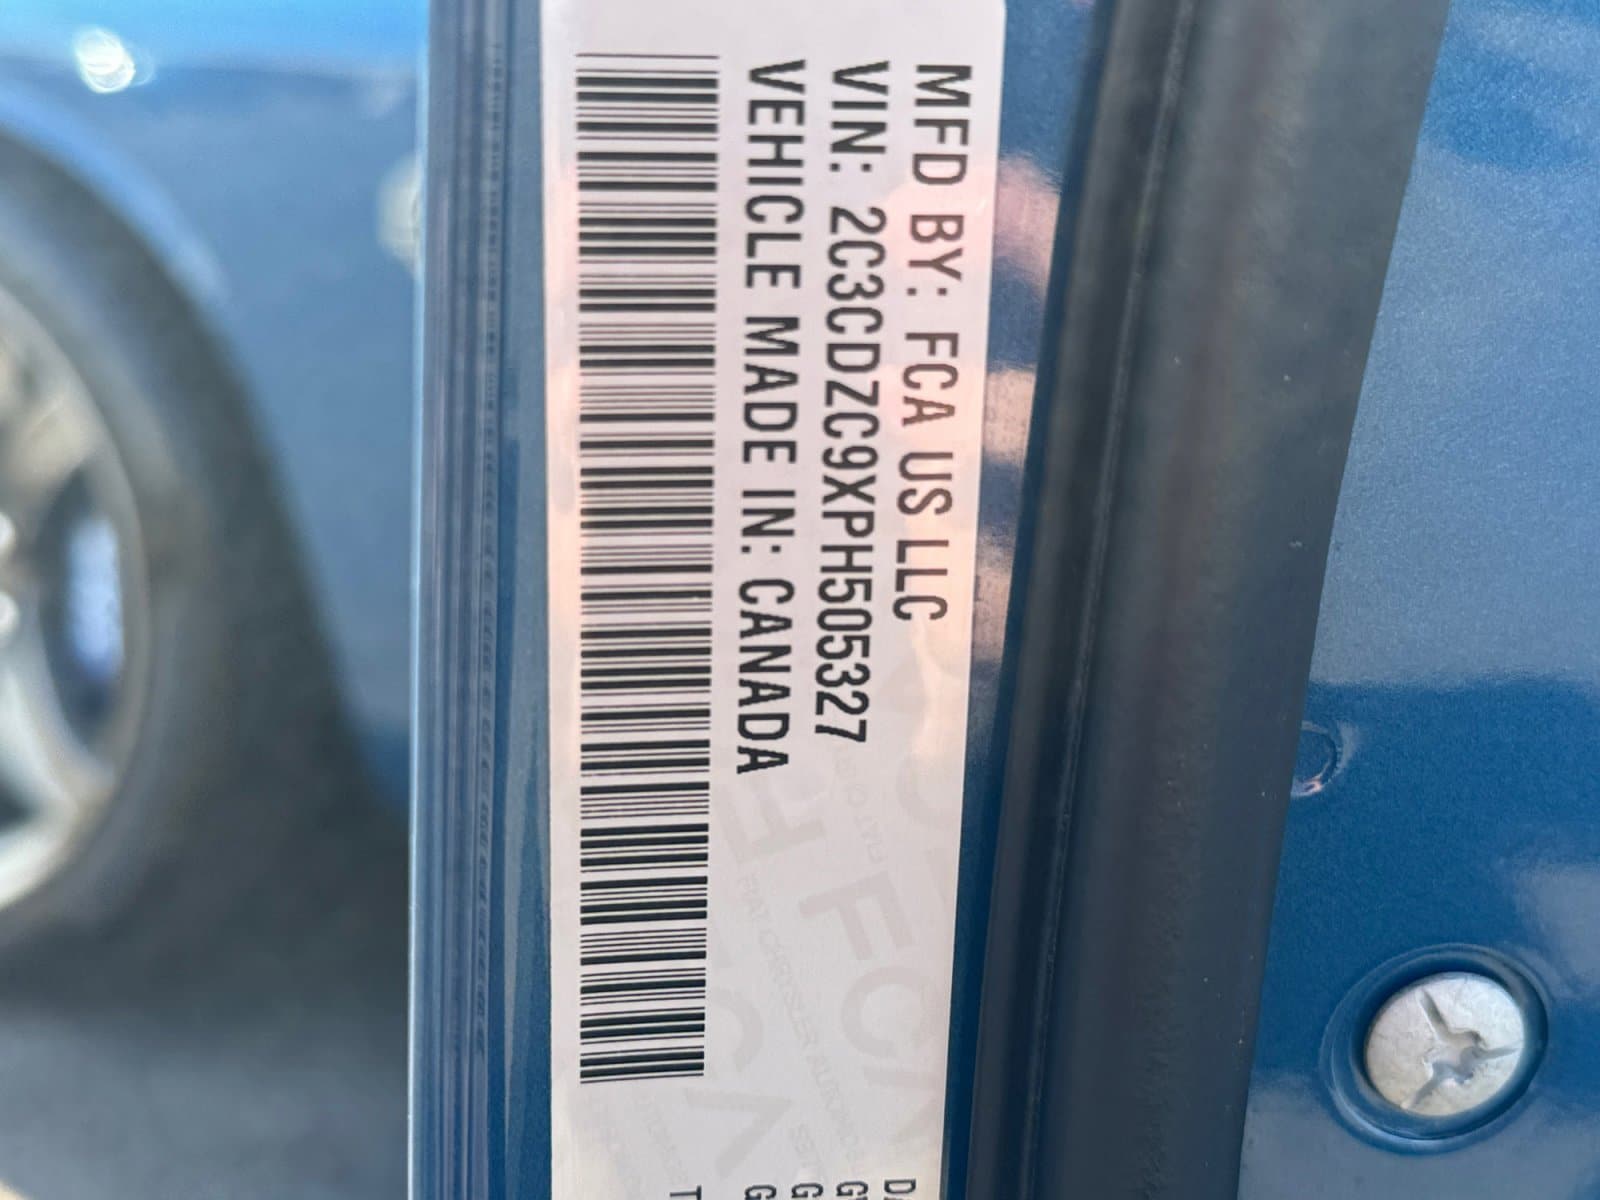 MFD BY: FCA US LLC
VIN: 2C3CDZC9XPH505327
VEHICLE MADE IN: CANADA